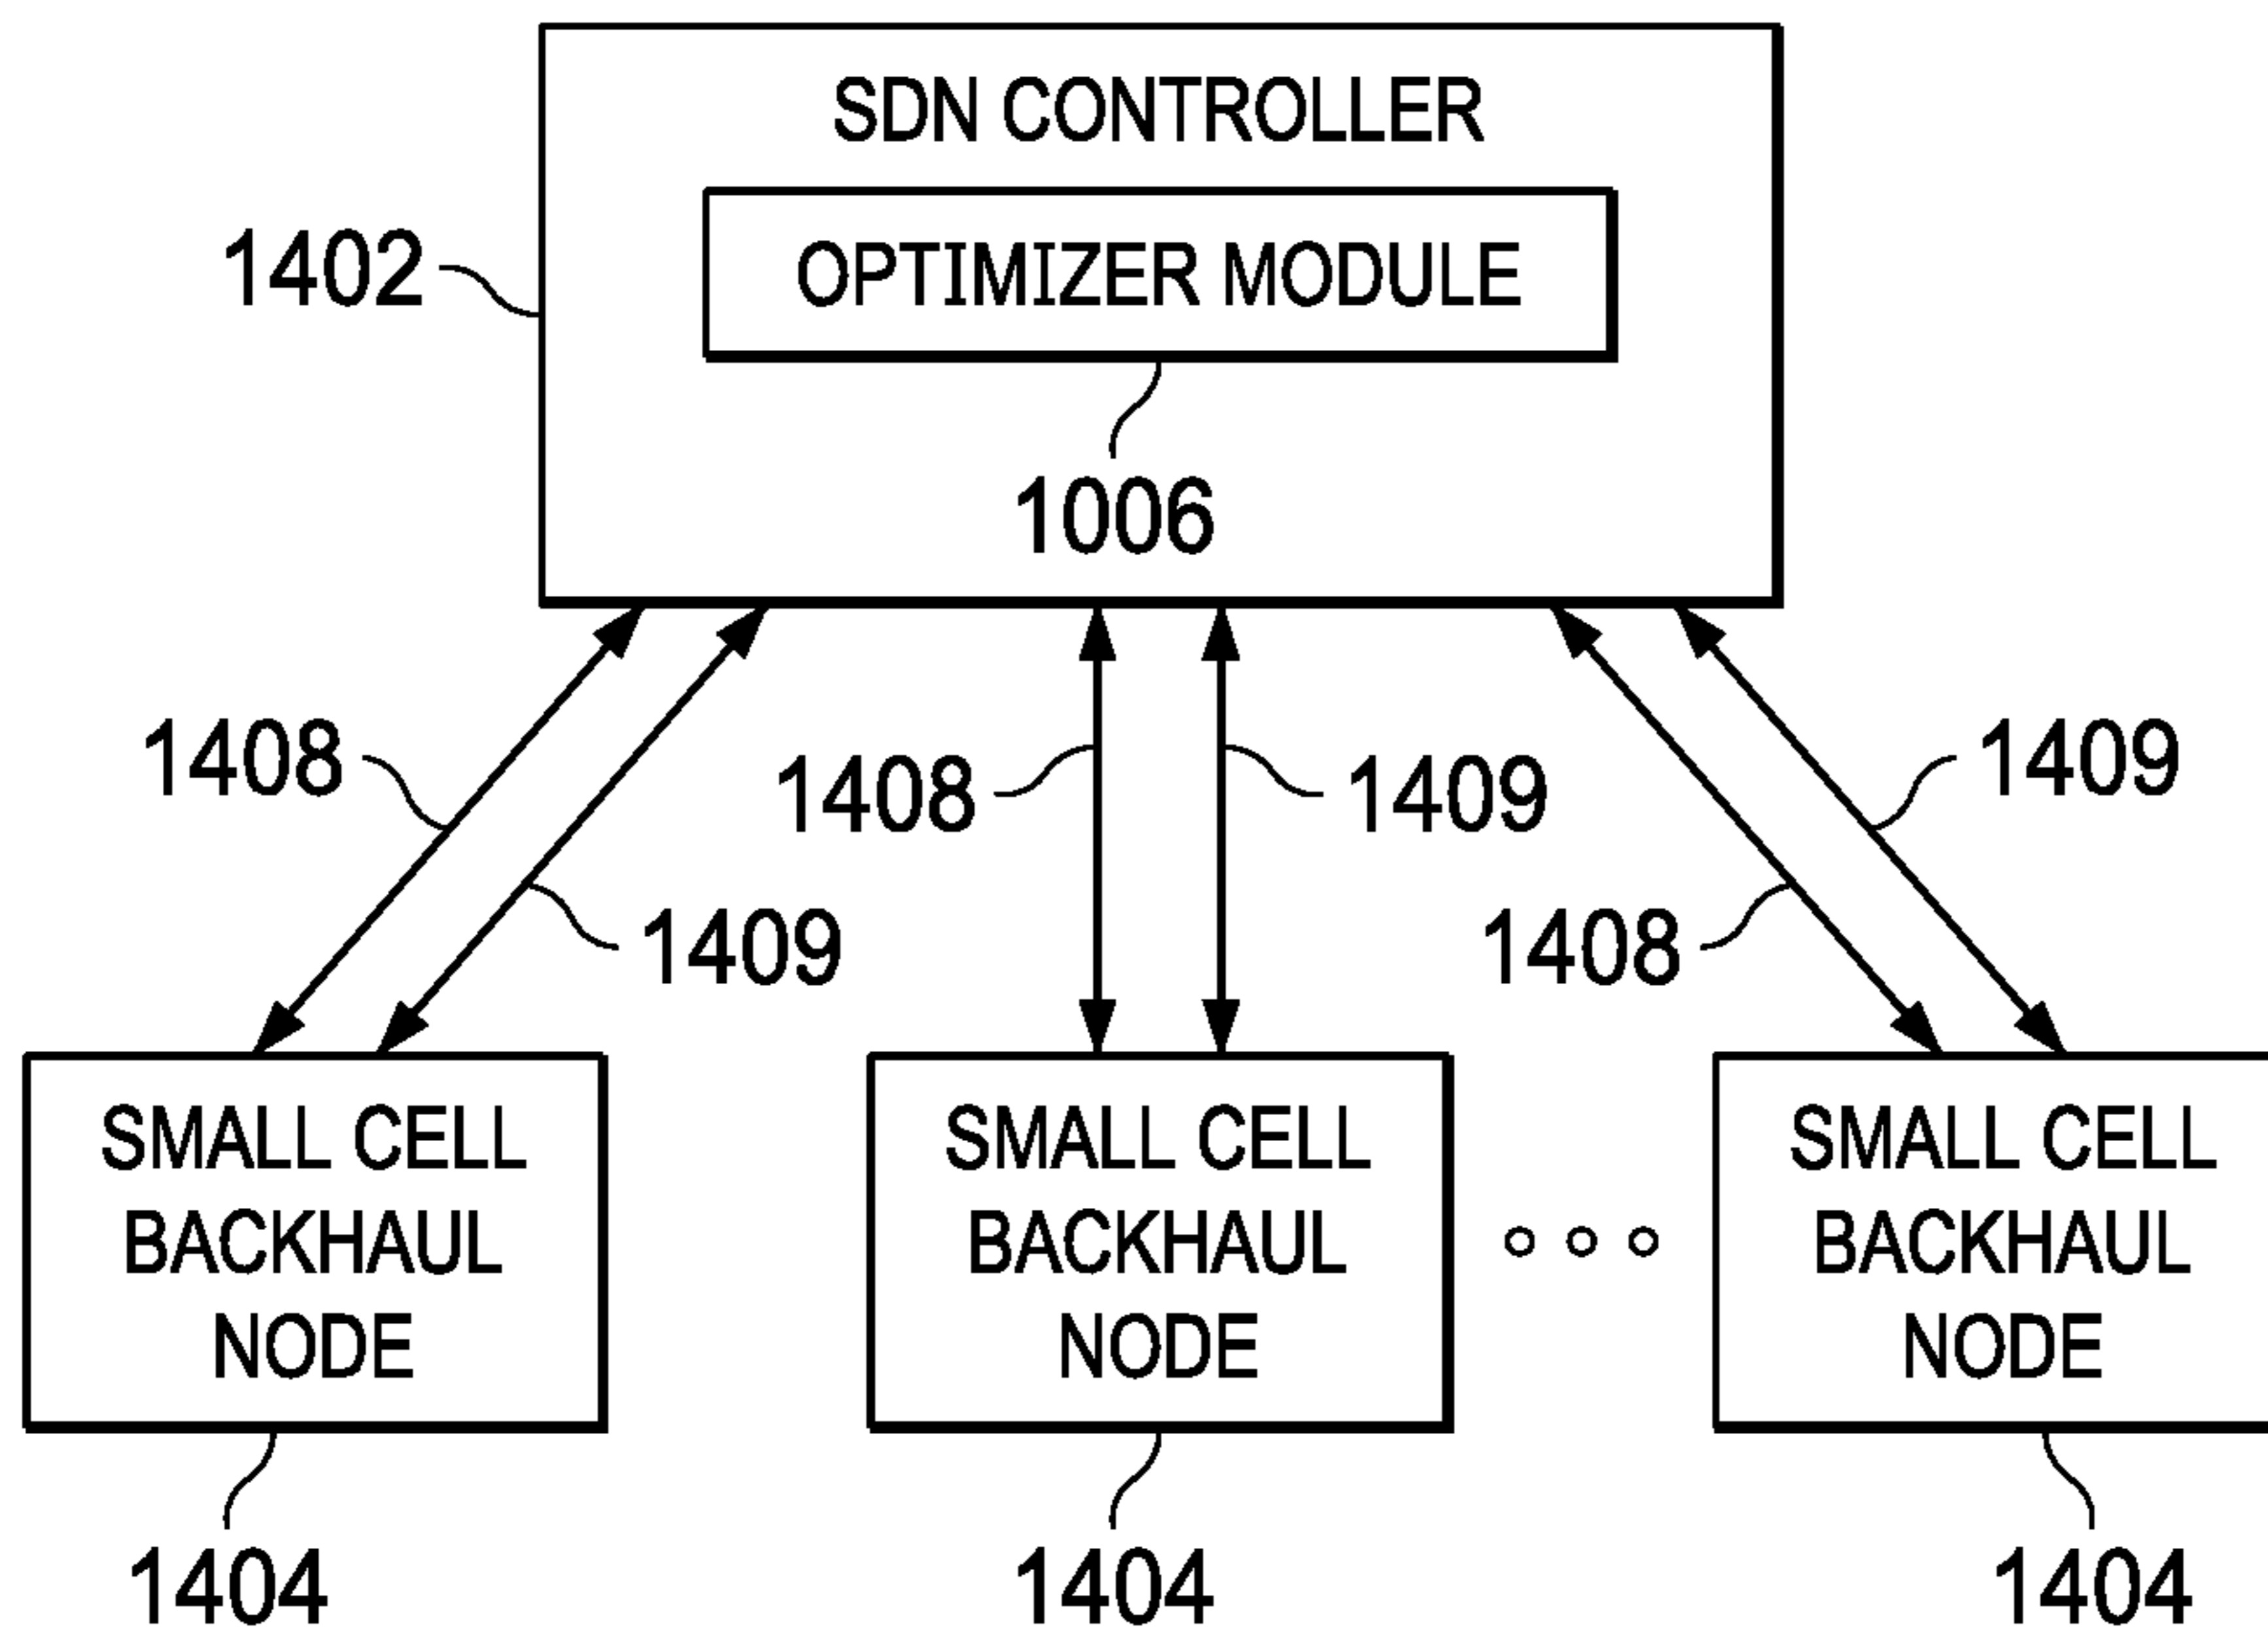 SDN CONTROLLER
OPTIMIZER MODULE
1402
1006
1408
1408
1409
1409
1409
1408
SMALL CELL
BACKHAUL
NODE
SMALL CELL
BACKHAUL
NODE
SMALL CELL
BACKHAUL
NODE
1404
1404
1404